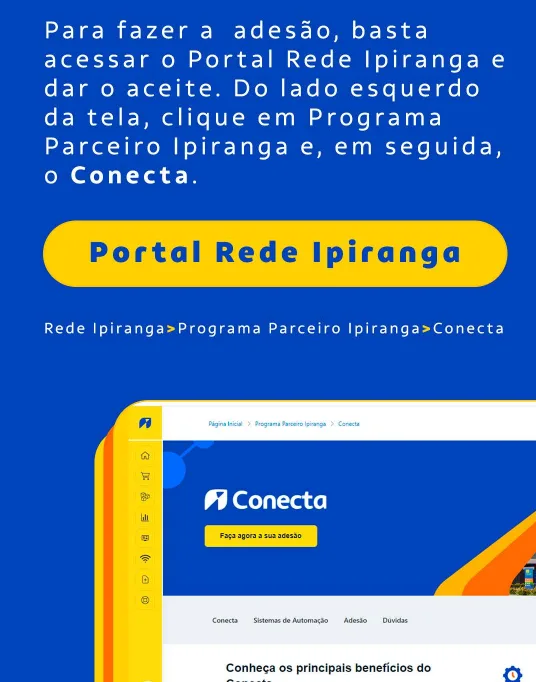 Para fazer a adesão, basta
acessar o Portal Rede Ipiranga e
dar o aceite. Do lado esquerdo
da tela, clique em Programa
Parceiro Ipiranga e, em seguida,
o Conecta.
Portal Rede Ipiranga
Rede Ipiranga>Programa Parceiro Ipiranga>Conecta
Página Inicial > Programa Parceiro Ipiranga > Conecta
Conecta
Faça agora a sua adesão
Conecta Sistemas de Automação Adesão Dúvidas
Conheça os principais benefícios do
Conecta